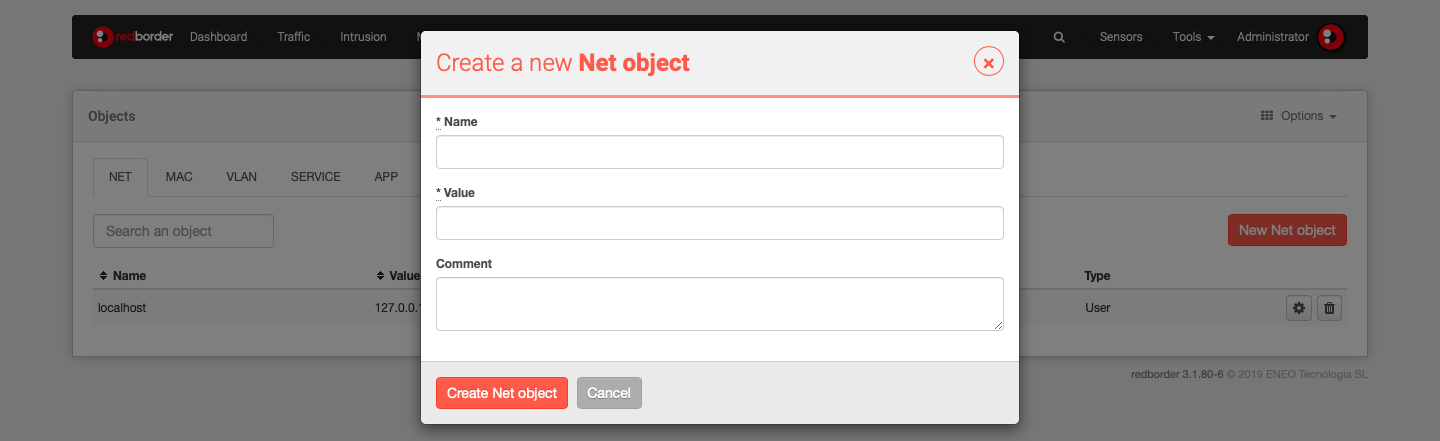 redborder Dashboard Traffic Intrusion Sensors Tools Administrator
Create a new Net object
Objects
Options
* Name
NET MAC VLAN SERVICE APP
* Value
Search an object
New Net object
Comment
Name Value Type
localhost 127.0.0.1 User
Create Net object Cancel
redborder 3.1.80-6 © 2019 ENEO Tecnologia SL